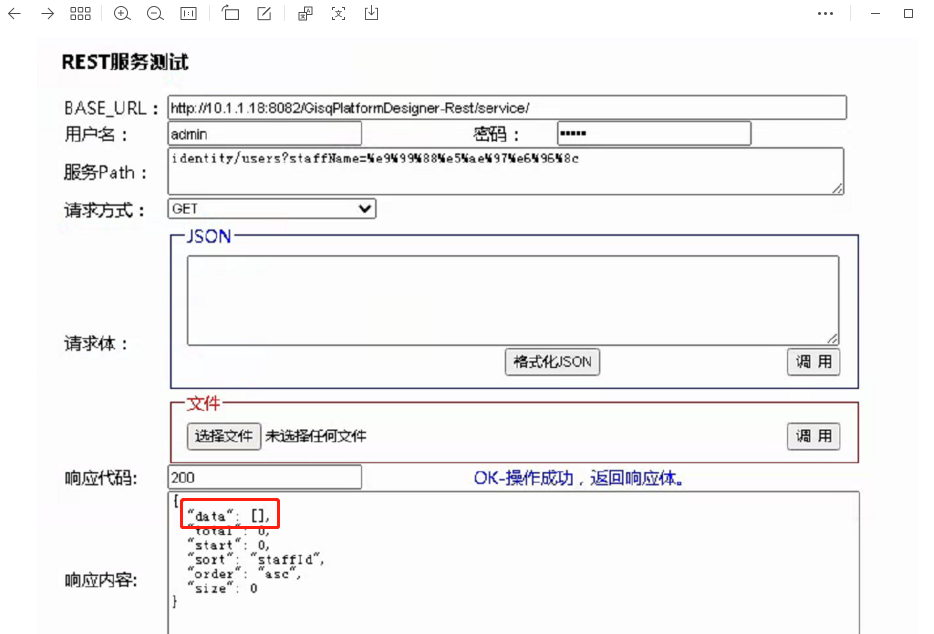 REST服务测试
BASE_URL： http://10.1.1.18:8082/GisqPlatformDesigner-Rest/service/
用户名： admin 密码： •••••
服务Path： identity/users?staffName=%e9%99%88%e5%ae%97%e6%96%8c
请求方式： GET
JSON
请求体：
格式化JSON 调 用
文件
选择文件 未选择任何文件 调 用
响应代码: 200 OK-操作成功，返回响应体。
响应内容:
{
"data": [],
"total": 0,
"start": 0,
"sort": "staffId",
"order": "asc",
"size": 0
}